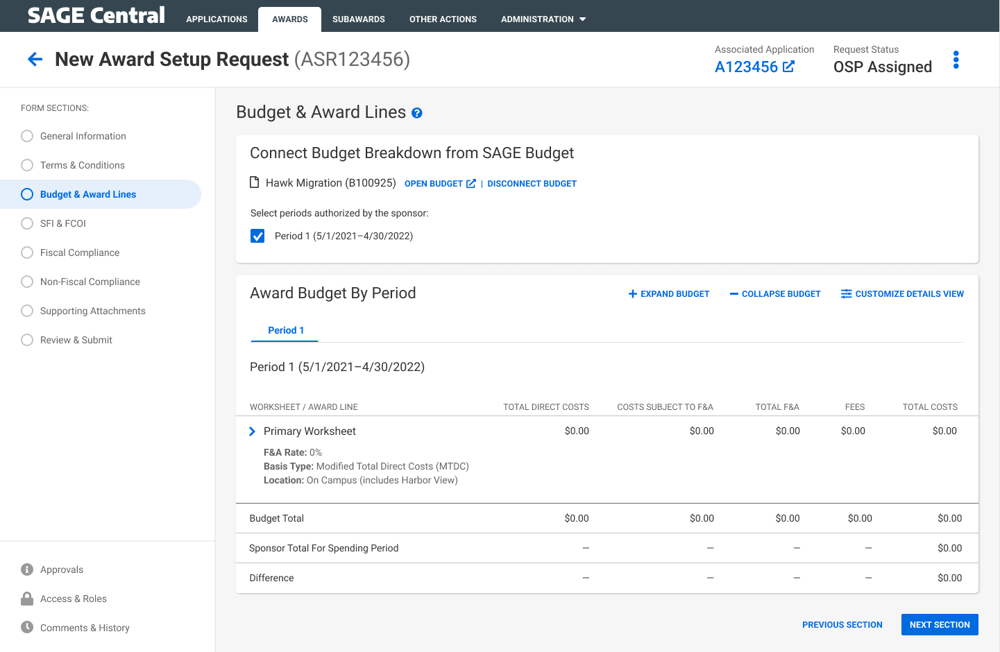 SAGE Central
APPLICATIONS
AWARDS
SUBAWARDS
OTHER ACTIONS
ADMINISTRATION
New Award Setup Request (ASR123456)
Associated Application
A123456
Request Status
OSP Assigned
FORM SECTIONS:
General Information
Terms & Conditions
Budget & Award Lines
SFI & FCOI
Fiscal Compliance
Non-Fiscal Compliance
Supporting Attachments
Review & Submit
Approvals
Access & Roles
Comments & History
Budget & Award Lines
Connect Budget Breakdown from SAGE Budget
Hawk Migration (B100925) OPEN BUDGET | DISCONNECT BUDGET
Select periods authorized by the sponsor:
Period 1 (5/1/2021–4/30/2022)
Award Budget By Period
EXPAND BUDGET
COLLAPSE BUDGET
CUSTOMIZE DETAILS VIEW
Period 1
Period 1 (5/1/2021–4/30/2022)
WORKSHEET / AWARD LINE TOTAL DIRECT COSTS COSTS SUBJECT TO F&A TOTAL F&A FEES TOTAL COSTS
Primary Worksheet $0.00 $0.00 $0.00 $0.00 $0.00
F&A Rate: 0%
Basis Type: Modified Total Direct Costs (MTDC)
Location: On Campus (includes Harbor View)
Budget Total $0.00 $0.00 $0.00 $0.00 $0.00
Sponsor Total For Spending Period — — — — $0.00
Difference — — — — $0.00
PREVIOUS SECTION
NEXT SECTION